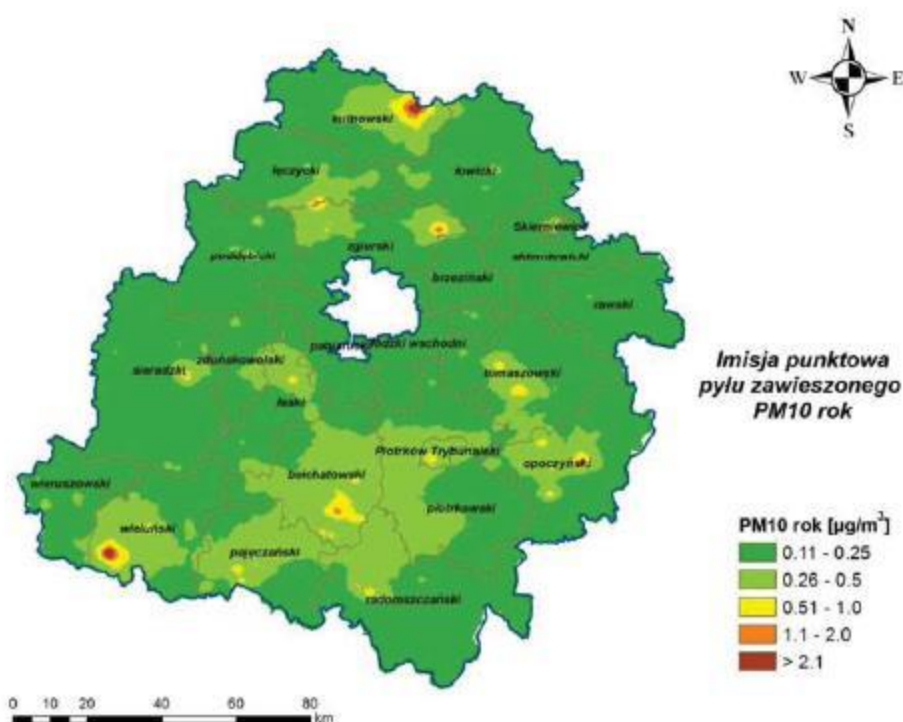 N
W E
S
kutnowski
łęczycki
łowicki
Skierniewice
zgierski
poddębicki
skierniewicki
brzeziński
rawski
łódzki wschodni
zduńskowolski
sieradzki
tomaszowski
łaski
Imisja punktowa
pyłu zawieszonego
PM10 rok
Piotrków Trybunalski
opoczyński
bełchatowski
wieruszowski
piotrkowski
wieluński
pajęczański
radomszczański
PM10 rok [µg/m³]
0.11 - 0.25
0.26 - 0.5
0.51 - 1.0
1.1 - 2.0
> 2.1
0 10 20 40 60 80
km